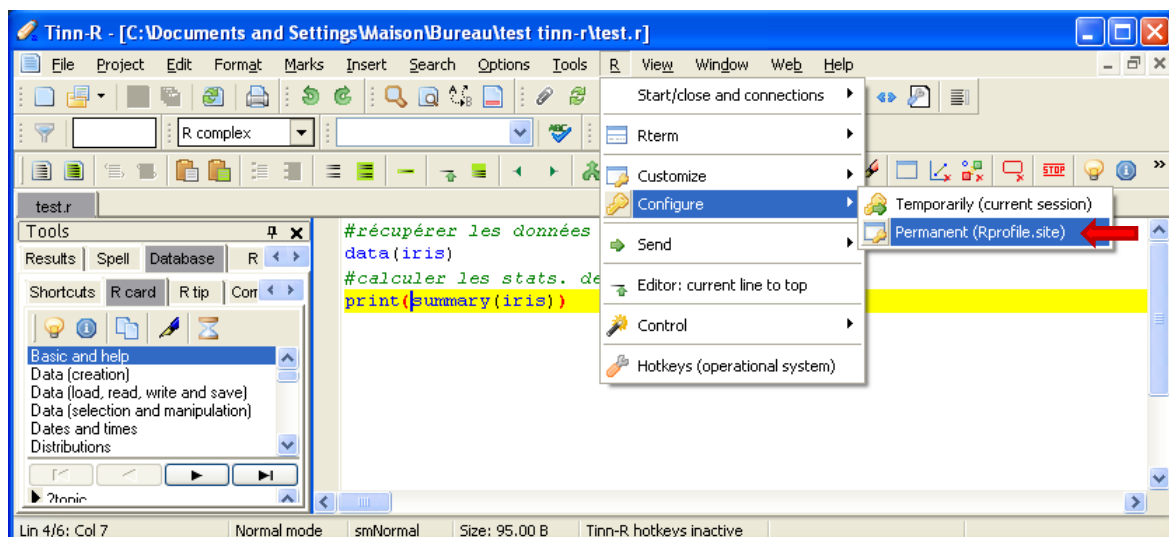 Tinn-R - [C:\Documents and Settings\Maison\Bureau\test tinn-r\test.r]
File Project Edit Format Marks Insert Search Options Tools R View Window Web Help
R complex
test.r
Tools
Results Spell Database R
Shortcuts R card R tip
Basic and help
Data (creation)
Data (load, read, write and save)
Data (selection and manipulation)
Dates and times
Distributions
?topic
#récupérer les données
data(iris)
#calculer les stats. de
print(summary(iris))
Start/close and connections
Rterm
Customize
Configure
Send
Editor: current line to top
Control
Hotkeys (operational system)
Temporarily (current session)
Permanent (Rprofile.site)
STOP
Lin 4/6: Col 7 Normal mode smNormal Size: 95.00 B Tinn-R hotkeys inactive